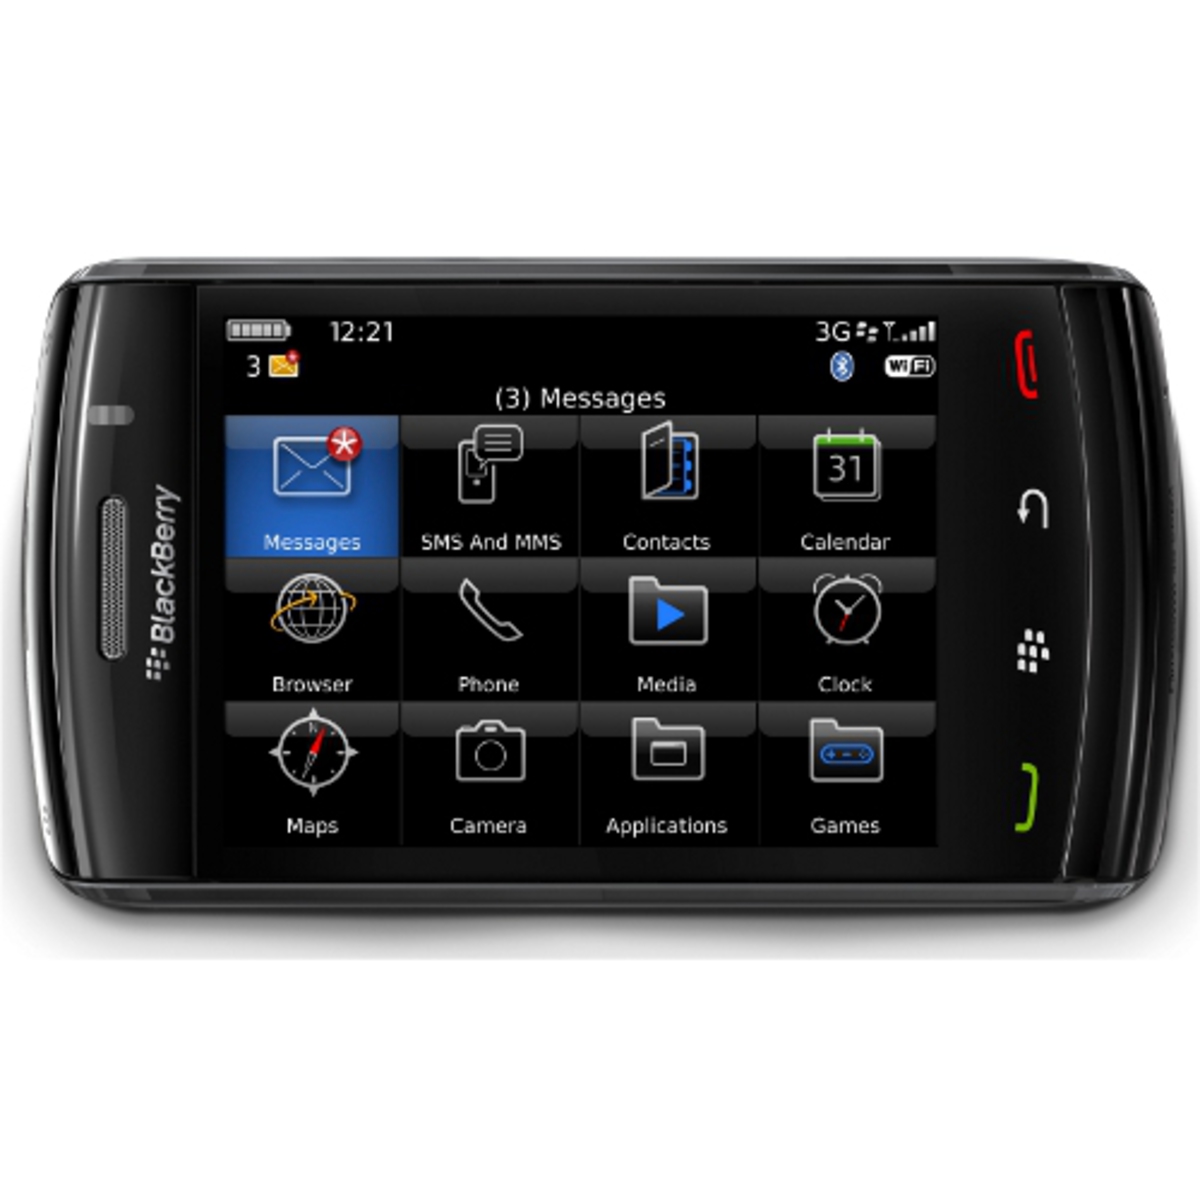 12:21
3G
3
WiFi
(3) Messages
31
Messages
SMS And MMS
Contacts
Calendar
Browser
Phone
Media
Clock
N
Maps
Camera
Applications
Games
BlackBerry